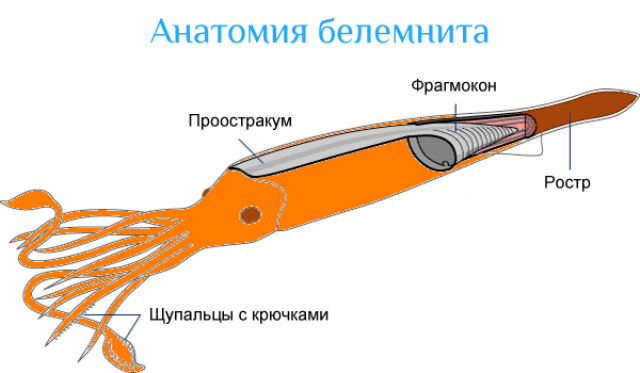 Анатомия белемнита
Фрагмокон
Проостракум
Ростр
Щупальцы с крючками